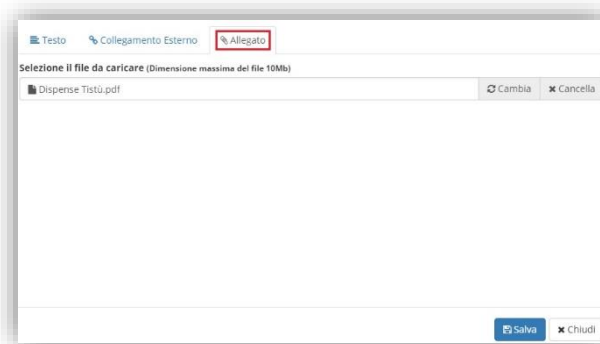 Testo Collegamento Esterno Allegato
Selezione il file da caricare (Dimensione massima del file 10Mb)
Dispense Tistù.pdf Cambia Cancella
Salva Chiudi